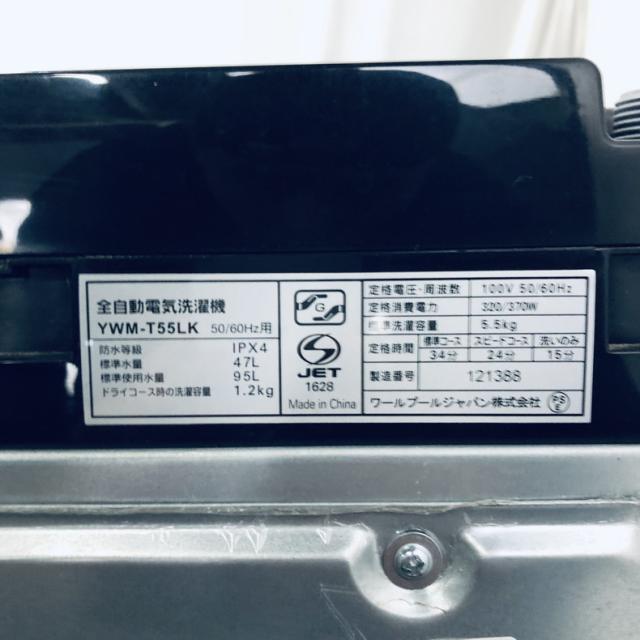 全自動電気洗濯機
YWM-T55LK 50/60Hz用
防水等級 IPX4
標準水量 47L
標準使用水量 95L
ドライコース時の洗濯容量 1.2kg
G
S
JET
1628
Made in China
定格電圧・周波数 100V 50/60Hz
定格消費電力 320/370W
標準洗濯容量 5.5kg
定格時間 標準コース スピードコース 洗いのみ
34分 24分 15分
製造番号 121388
ワールプールジャパン株式会社 PSE